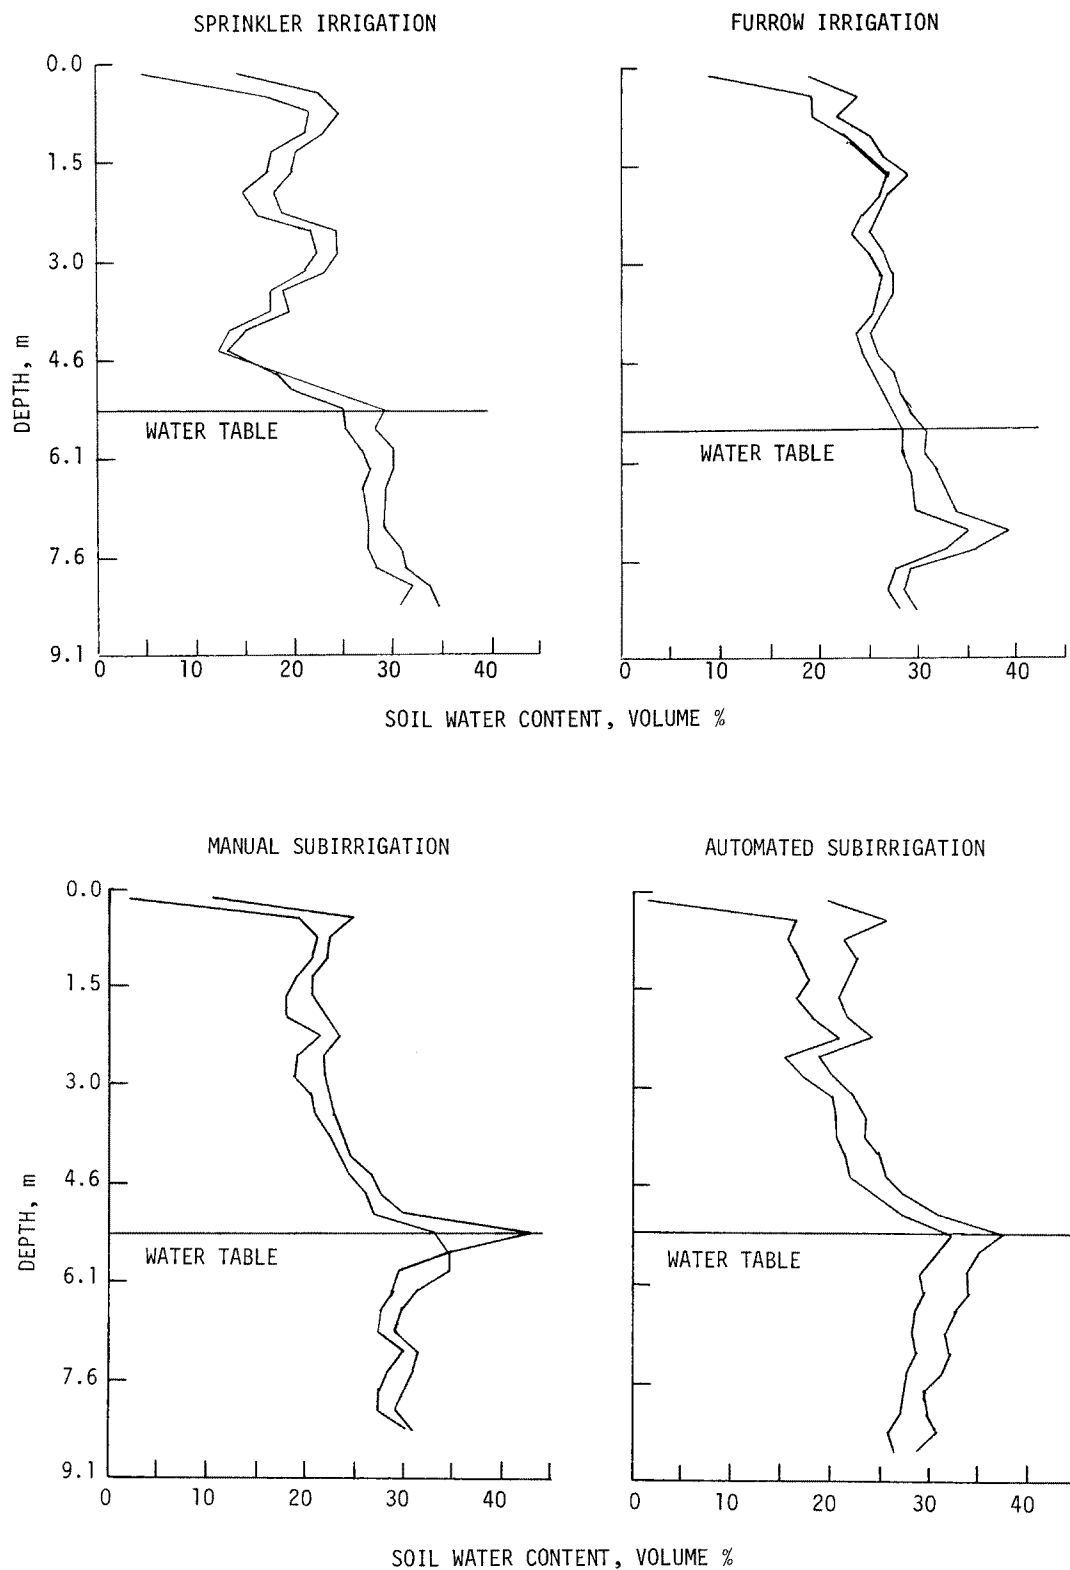 SPRINKLER IRRIGATION
FURROW IRRIGATION
0.0
1.5
3.0
4.6
6.1
7.6
9.1
DEPTH, m
WATER TABLE
WATER TABLE
0 10 20 30 40
0 10 20 30 40
SOIL WATER CONTENT, VOLUME %
MANUAL SUBIRRIGATION
AUTOMATED SUBIRRIGATION
0.0
1.5
3.0
4.6
6.1
7.6
9.1
DEPTH, m
WATER TABLE
WATER TABLE
0 10 20 30 40
0 10 20 30 40
SOIL WATER CONTENT, VOLUME %